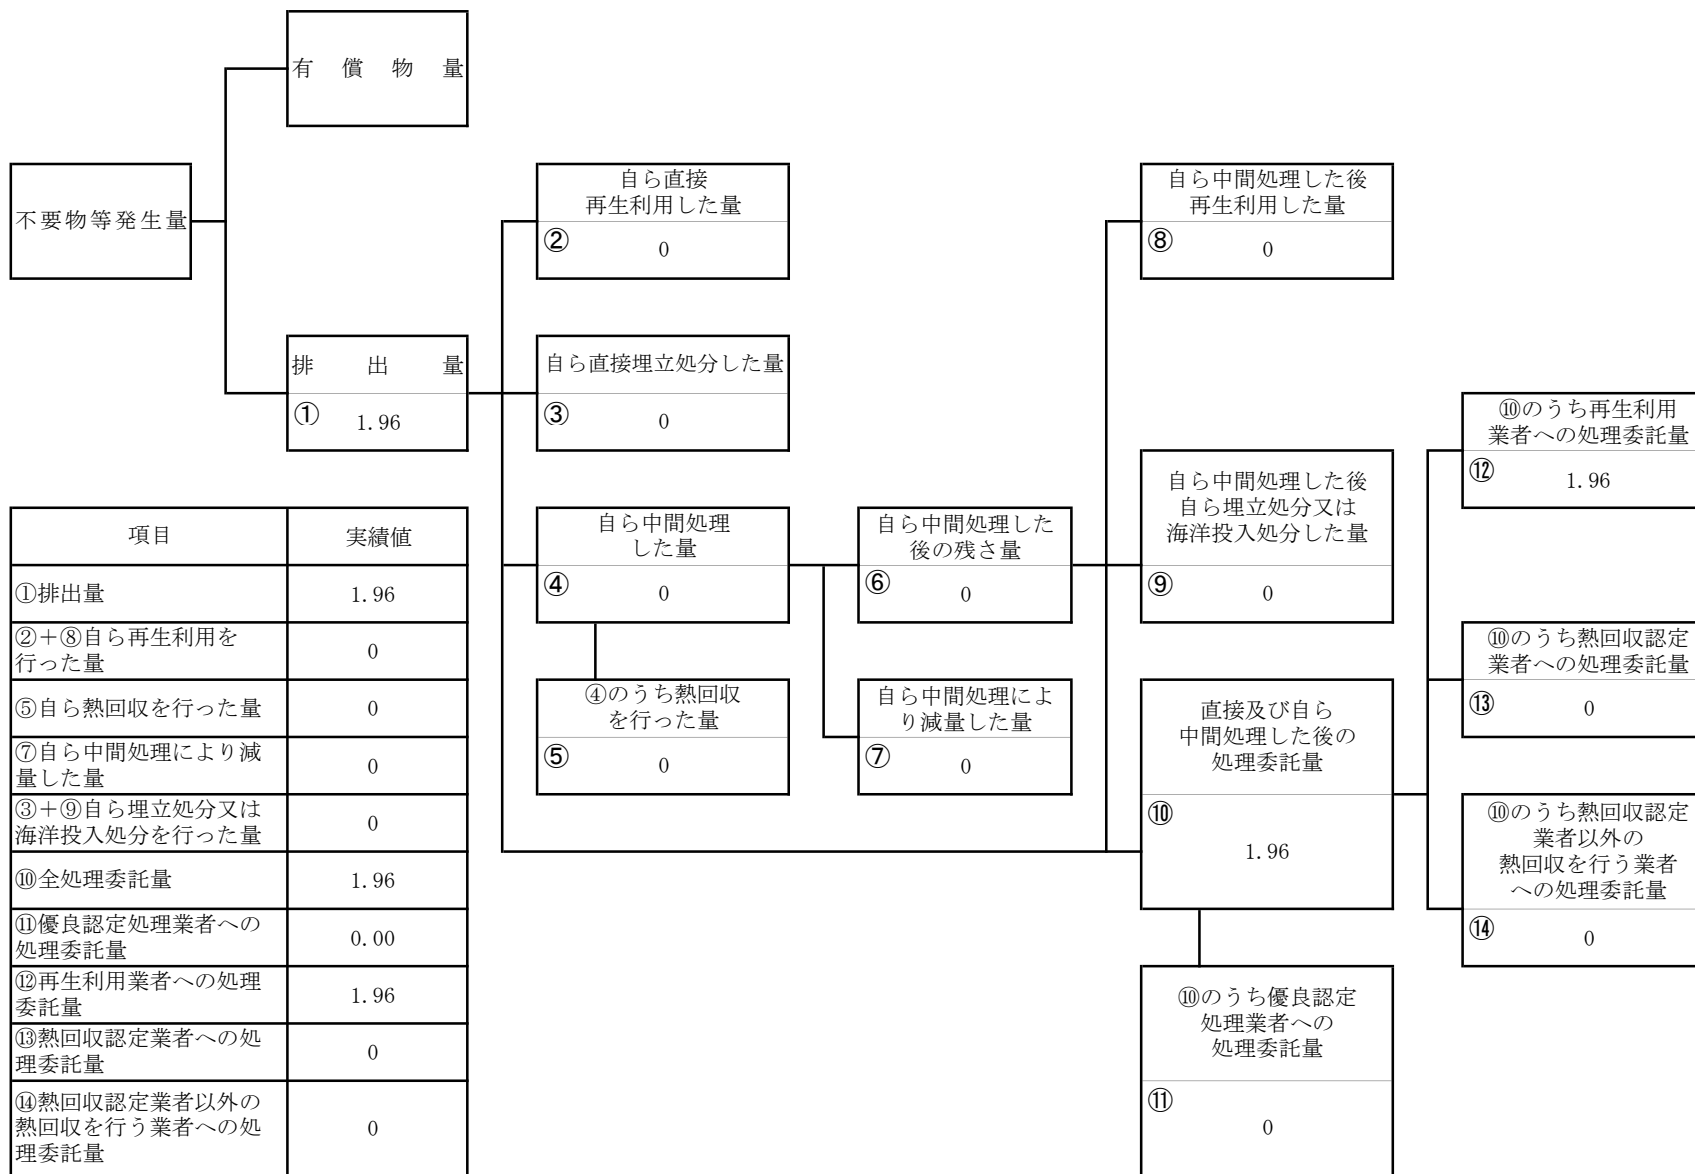 有償物量
不要物等発生量
排出量
① 1.96
自ら直接
再生利用した量
② 0
自ら直接埋立処分した量
③ 0
自ら中間処理
した量
④ 0
④のうち熱回収
を行った量
⑤ 0
自ら中間処理した
後の残さ量
⑥ 0
自ら中間処理によ
り減量した量
⑦ 0
自ら中間処理した後
再生利用した量
⑧ 0
自ら中間処理した後
自ら埋立処分又は
海洋投入処分した量
⑨ 0
直接及び自ら
中間処理した後の
処理委託量
⑩
1.96
⑩のうち優良認定
処理業者への
処理委託量
⑪
0
⑩のうち再生利用
業者への処理委託量
⑫ 1.96
⑩のうち熱回収認定
業者への処理委託量
⑬ 0
⑩のうち熱回収認定
業者以外の
熱回収を行う業者
への処理委託量
⑭ 0
項目 実績値
①排出量 1.96
②+⑧自ら再生利用を
行った量 0
⑤自ら熱回収を行った量 0
⑦自ら中間処理により減
量した量 0
③+⑨自ら埋立処分又は
海洋投入処分を行った量 0
⑩全処理委託量 1.96
⑪優良認定処理業者への
処理委託量 0.00
⑫再生利用業者への処理
委託量 1.96
⑬熱回収認定業者への処
理委託量 0
⑭熱回収認定業者以外の
熱回収を行う業者への処
理委託量 0